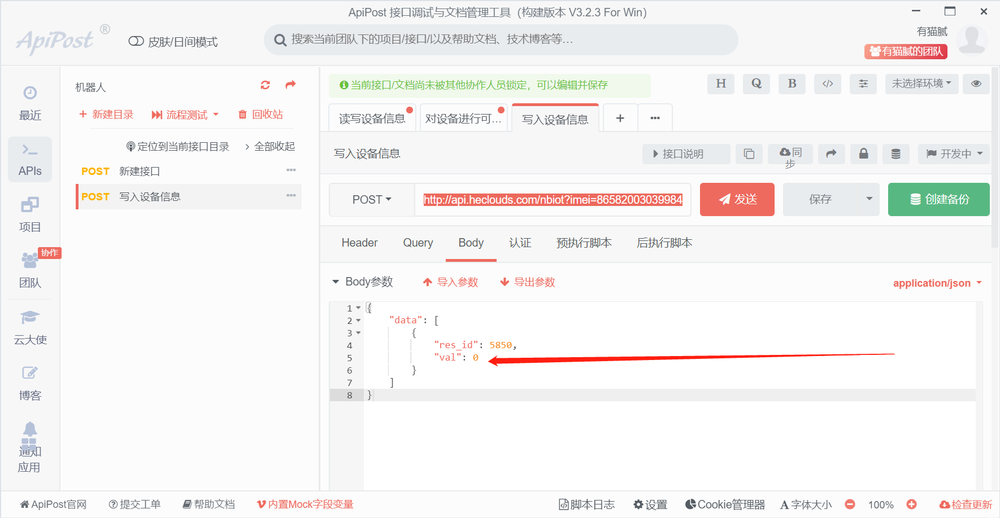 ApiPost 接口调试与文档管理工具（构建版本 V3.2.3 For Win）
ApiPost ®
皮肤/日间模式
搜索当前团队下的项目/接口/以及帮助文档、技术博客等...
有猫腻
有猫腻的团队
最近
APIs
项目
协作
团队
云大使
博客
通知
应用
机器人
新建目录
流程测试
回收站
定位到当前接口目录
全部收起
POST 新建接口
POST 写入设备信息
当前接口/文档尚未被其他协作人员锁定，可以编辑并保存
H
Q
B
</>
未选择环境
读写设备信息
对设备进行可...
写入设备信息
+
...
写入设备信息
接口说明
同步
开发中
POST
http://api.heclouds.com/nbiot?imei=86582003039984
发送
保存
创建备份
Header
Query
Body
认证
预执行脚本
后执行脚本
Body参数
导入参数
导出参数
application/json
1 {
2 "data": [
3 {
4 "res_id": 5850,
5 "val": 0
6 }
7 ]
8 }
ApiPost官网
提交工单
帮助文档
内置Mock字段变量
脚本日志
设置
Cookie管理器
A 字体大小
100%
检查更新